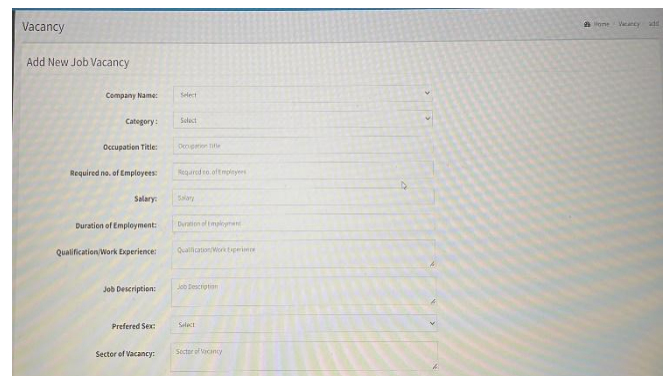 Vacancy
Home Vacancy add
Add New Job Vacancy
Company Name: Select
Category : Select
Occupation Title: Occupation Title
Required no. of Employees: Required no. of Employees
Salary: Salary
Duration of Employment: Duration of Employment
Qualification/Work Experience: Qualification/Work Experience
Job Description: Job Description
Prefered Sex: Select
Sector of Vacancy: Sector of Vacancy